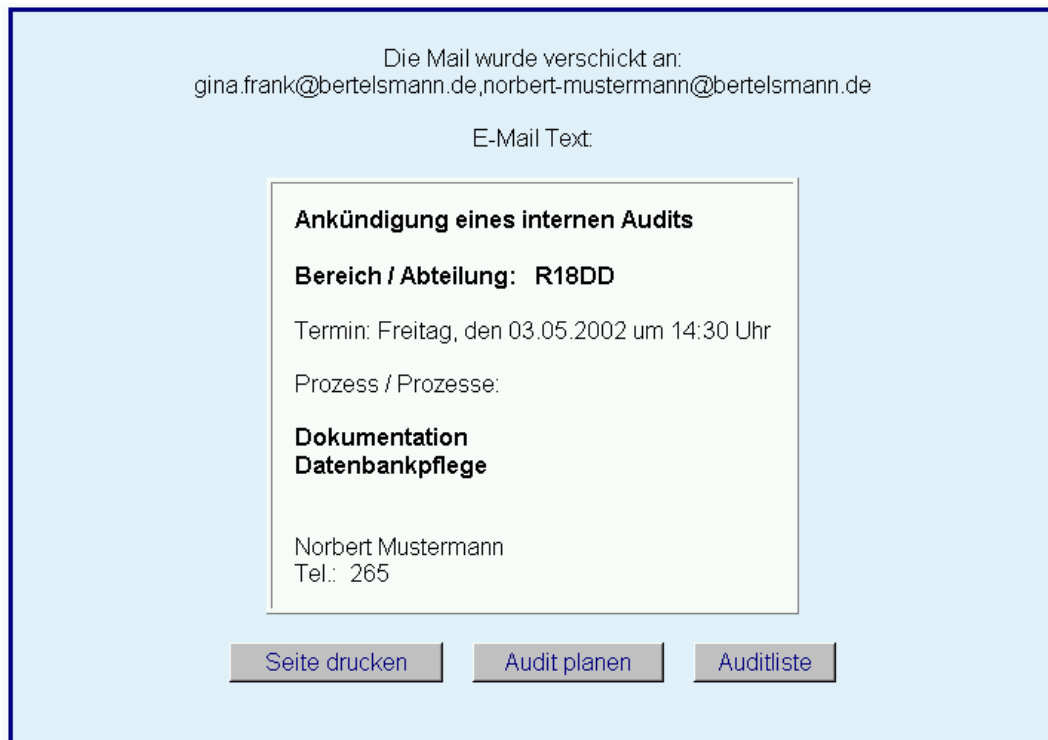 Die Mail wurde verschickt an:
gina.frank@bertelsmann.de,norbert-mustermann@bertelsmann.de
E-Mail Text:
Ankündigung eines internen Audits
Bereich / Abteilung: R18DD
Termin: Freitag, den 03.05.2002 um 14:30 Uhr
Prozess / Prozesse:
Dokumentation
Datenbankpflege
Norbert Mustermann
Tel.: 265
Seite drucken Audit planen Auditliste